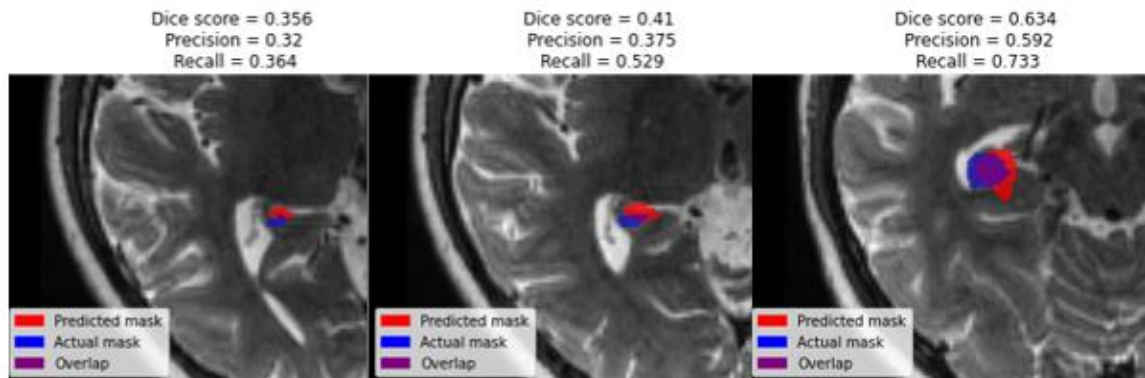 Dice score = 0.356
Precision = 0.32
Recall = 0.364
Dice score = 0.41
Precision = 0.375
Recall = 0.529
Dice score = 0.634
Precision = 0.592
Recall = 0.733
Predicted mask
Actual mask
Overlap
Predicted mask
Actual mask
Overlap
Predicted mask
Actual mask
Overlap